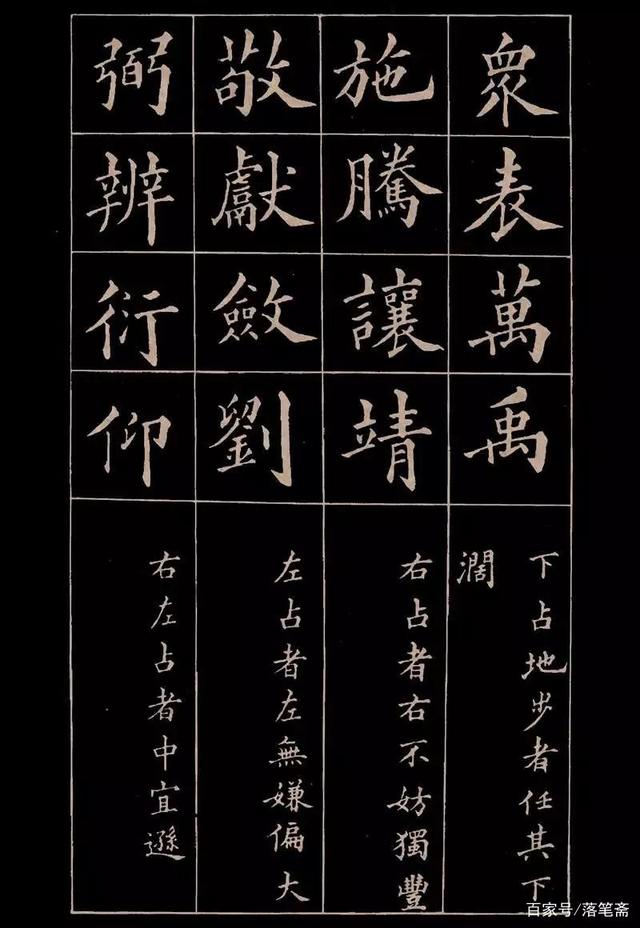 衆表萬禹
下占地步者任其下
濶
施騰讓靖
右占者右不妨獨豐
敬獻斂劉
左占者左無嫌偏大
弼辨衍仰
右左占者中宜遜
百家号/落笔斋